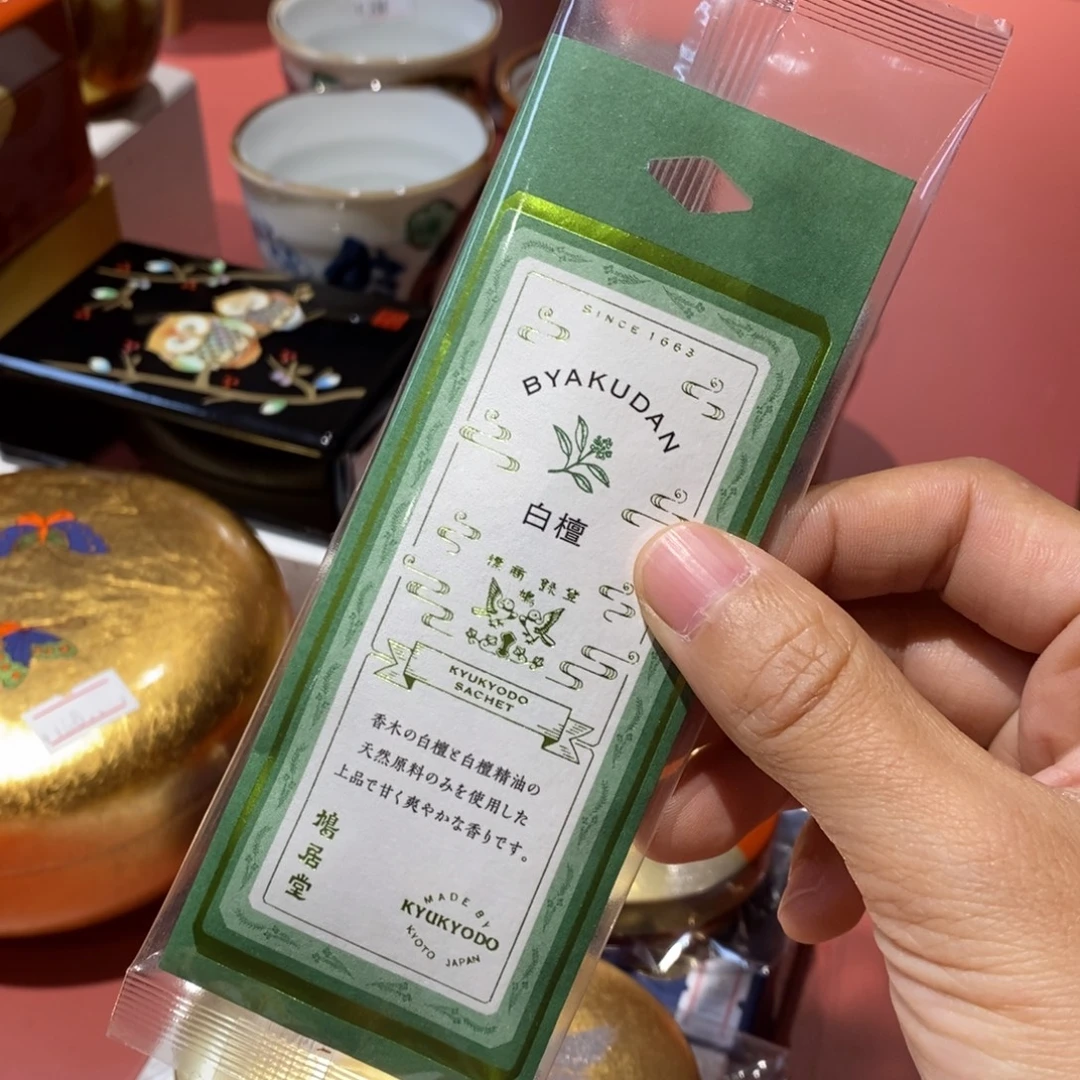 SINCE 1663
BYAKUDAN
白檀
KYUKYODO
SACHET
香木の白檀と白檀精油の
天然原料のみを使用した
上品で甘く爽やかな香りです。
鳩居堂
MADE BY
KYUKYODO
KYOTO JAPAN